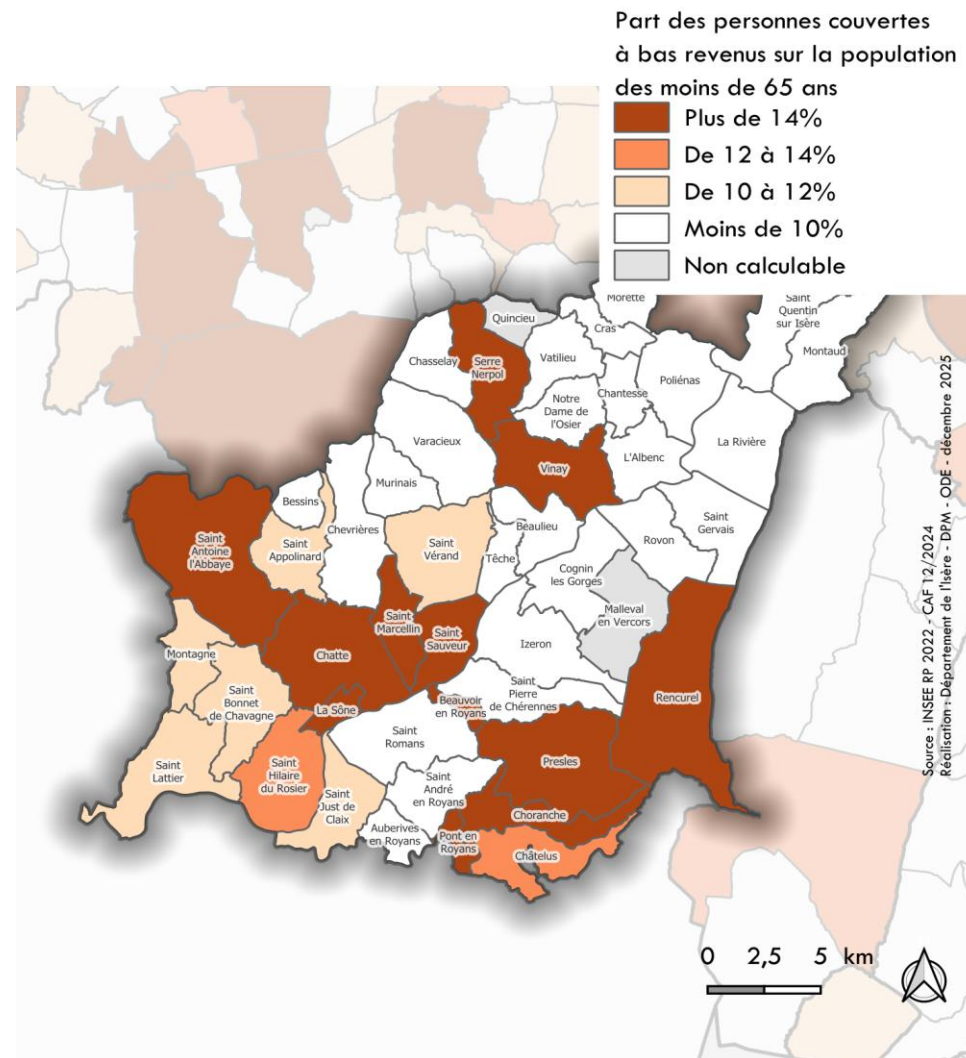 Part des personnes couvertes
à bas revenus sur la population
des moins de 65 ans
Plus de 14%
De 12 à 14%
De 10 à 12%
Moins de 10%
Non calculable
Morette
Saint
Quentin
sur Isère
Quincieu
Cras
Montaud
Chasselay
Serre
Nerpol
Vatilieu
Poliénas
Chantesse
Notre
Dame de
l'Osier
Varacieux
La Rivière
L'Albenc
Vinay
Murinais
Bessins
Chevrières
Saint
Gervais
Beaulieu
Saint
Antoine
l'Abbaye
Saint
Appolinard
Saint
Vérand
Têche
Rovon
Cognin
les Gorges
Malleval
en Vercors
Saint
Marcellin
Saint
Sauveur
Izeron
Montagne
Chatte
Saint
Pierre
de Chérennes
Rencurel
Saint
Bonnet
de Chavagne
La Sône
Beauvoir
en Royans
Saint
Romans
Saint
Lattier
Saint
Hilaire
du Rosier
Presles
Saint
Just de
Claix
Saint
André
en Royans
Choranche
Auberives
en Royans
Pont en
Royans
Châtelus
0 2,5 5 km
Source : INSEE RP 2022 - CAF 12/2024
Réalisation : Département de l'Isère - DPM - ODE - décembre 2025